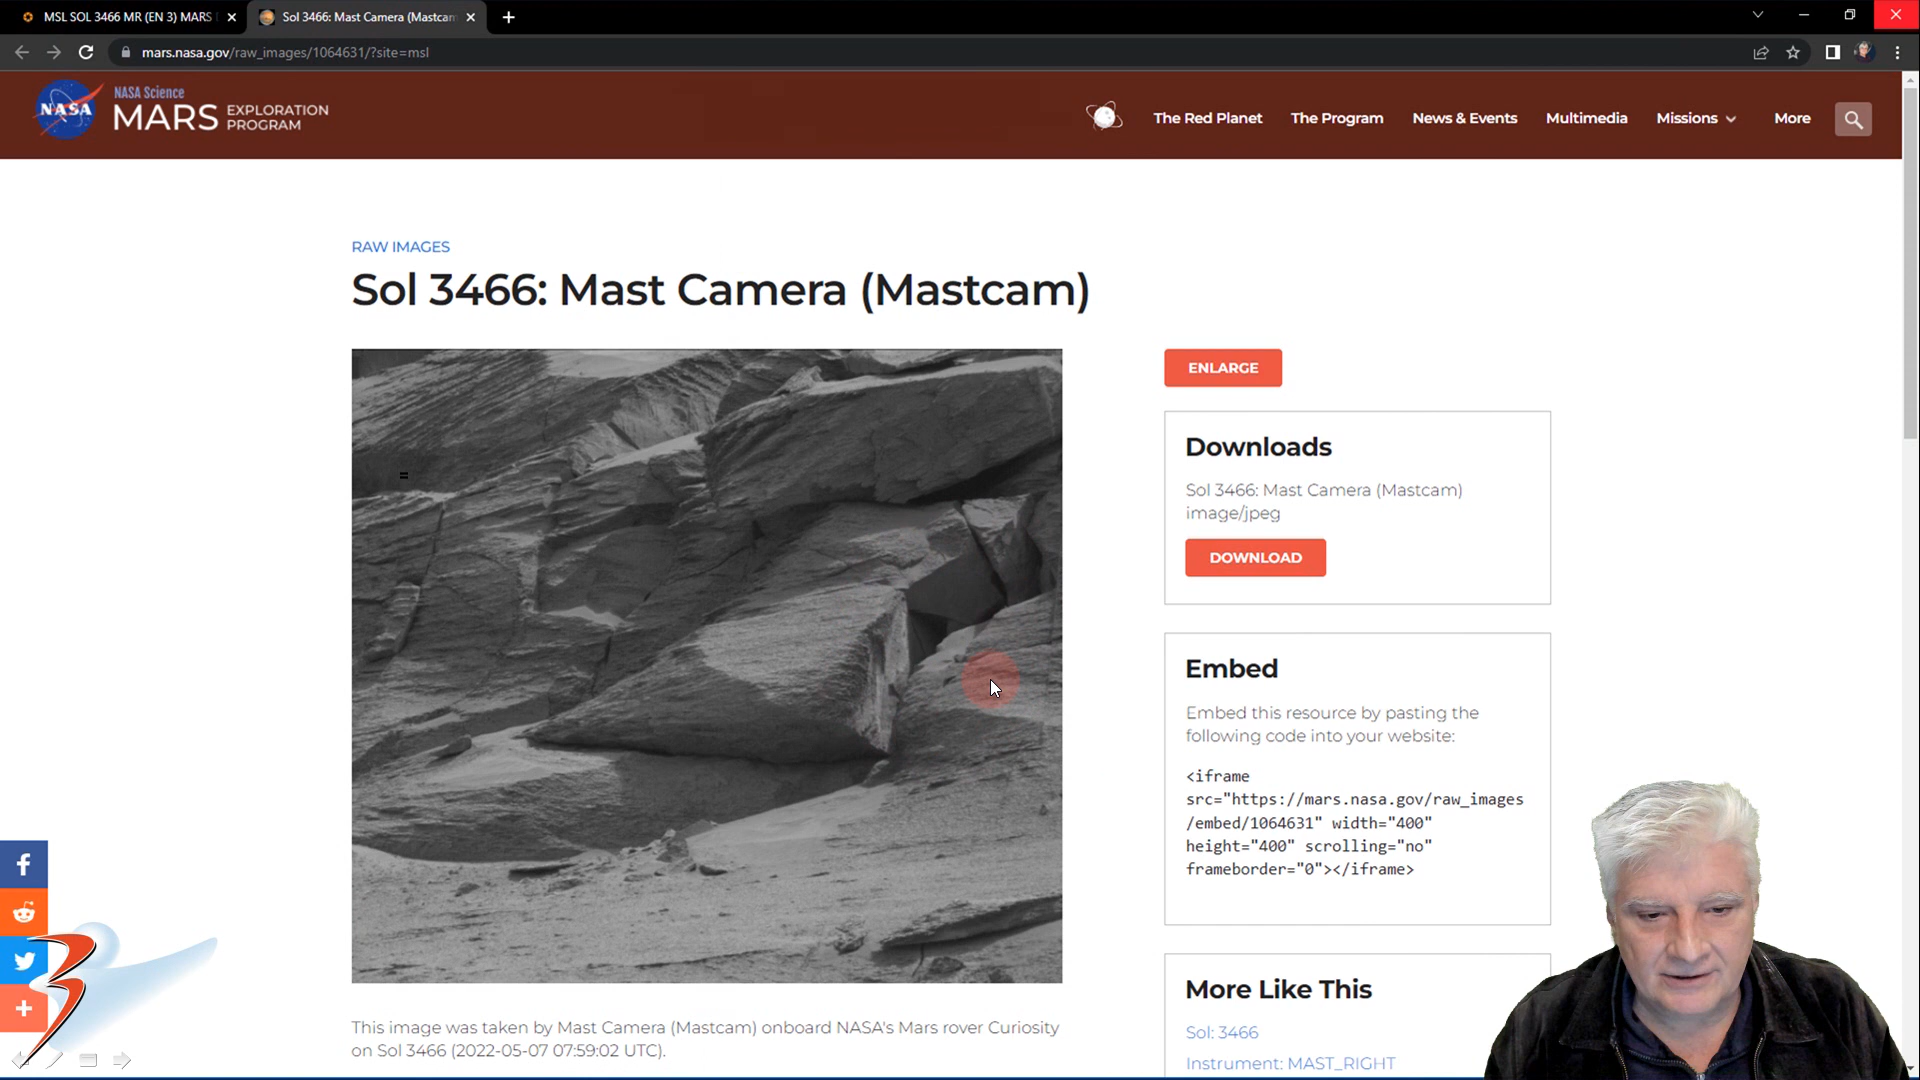 MSL SOL 3466 MR (EN 3) MARS
Sol 3466: Mast Camera (Mastcam
mars.nasa.gov/raw_images/1064631/?site=msl
NASA
NASA Science
MARS EXPLORATION PROGRAM
The Red Planet
The Program
News & Events
Multimedia
Missions
More
RAW IMAGES
Sol 3466: Mast Camera (Mastcam)
ENLARGE
Downloads
Sol 3466: Mast Camera (Mastcam)
image/jpeg
DOWNLOAD
Embed
Embed this resource by pasting the
following code into your website:
<iframe
src="https://mars.nasa.gov/raw_images
/embed/1064631" width="400"
height="400" scrolling="no"
frameborder="0"></iframe>
More Like This
Sol: 3466
Instrument: MAST_RIGHT
This image was taken by Mast Camera (Mastcam) onboard NASA's Mars rover Curiosity
on Sol 3466 (2022-05-07 07:59:02 UTC).